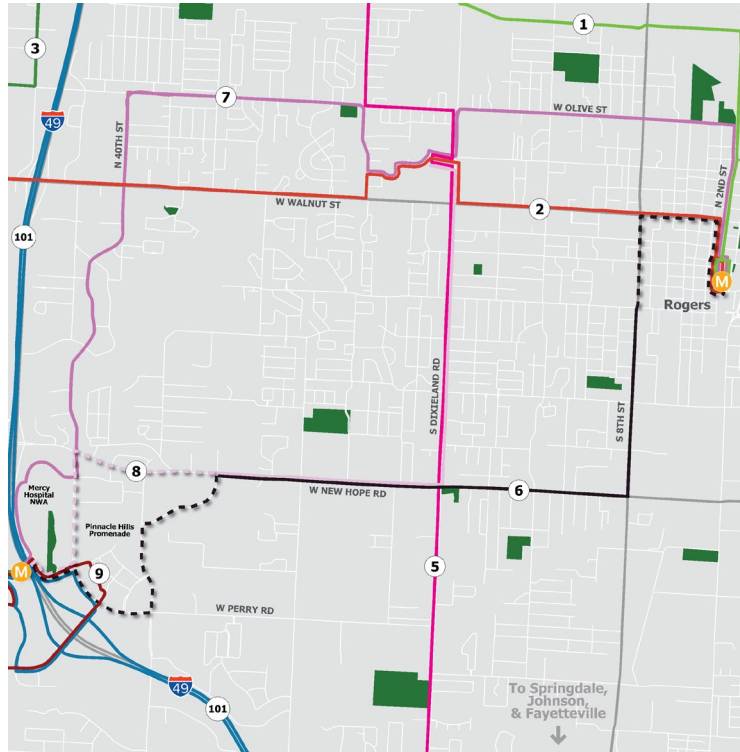 1
3
7
W OLIVE ST
49
N 40TH ST
N 2ND ST
W WALNUT ST
2
101
M
Rogers
S DIXIELAND RD
S 8TH ST
8
Mercy
Hospital
NWA
W NEW HOPE RD
6
Pinnacle Hills
Promenade
5
M
9
W PERRY RD
49
101
To Springdale,
Johnson,
& Fayetteville